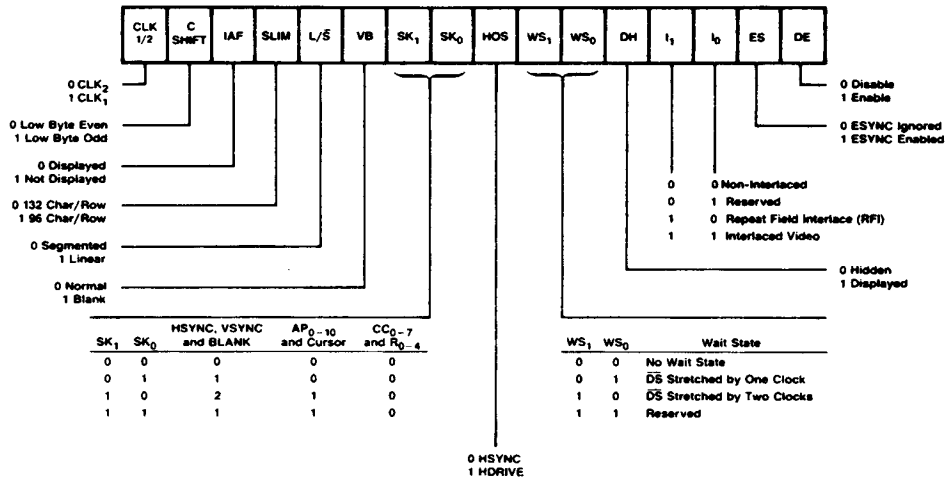 CLK 1/2 C SHIFT IAF SLIM L/S̅ VB SK₁ SK₀ HOS WS₁ WS₀ DH I₁ I₀ ES DE
0 CLK₂
1 CLK₁
0 Low Byte Even
1 Low Byte Odd
0 Displayed
1 Not Displayed
0 132 Char/Row
1 96 Char/Row
0 Segmented
1 Linear
0 Normal
1 Blank
0 Disable
1 Enable
0 ESYNC Ignored
1 ESYNC Enabled
0 0 Non-Interlaced
0 1 Reserved
1 0 Repeat Field Interlace (RFI)
1 1 Interlaced Video
0 Hidden
1 Displayed
SK₁ SK₀ HSYNC, VSYNC and BLANK AP₀₋₁₀ and Cursor CC₀₋₇ and R₀₋₄
0 0 0 0 0
0 1 1 0 0
1 0 2 1 0
1 1 1 1 0
WS₁ WS₀ Wait State
0 0 No Wait State
0 1 D̅S̅ Stretched by One Clock
1 0 D̅S̅ Stretched by Two Clocks
1 1 Reserved
0 HSYNC
1 HDRIVE